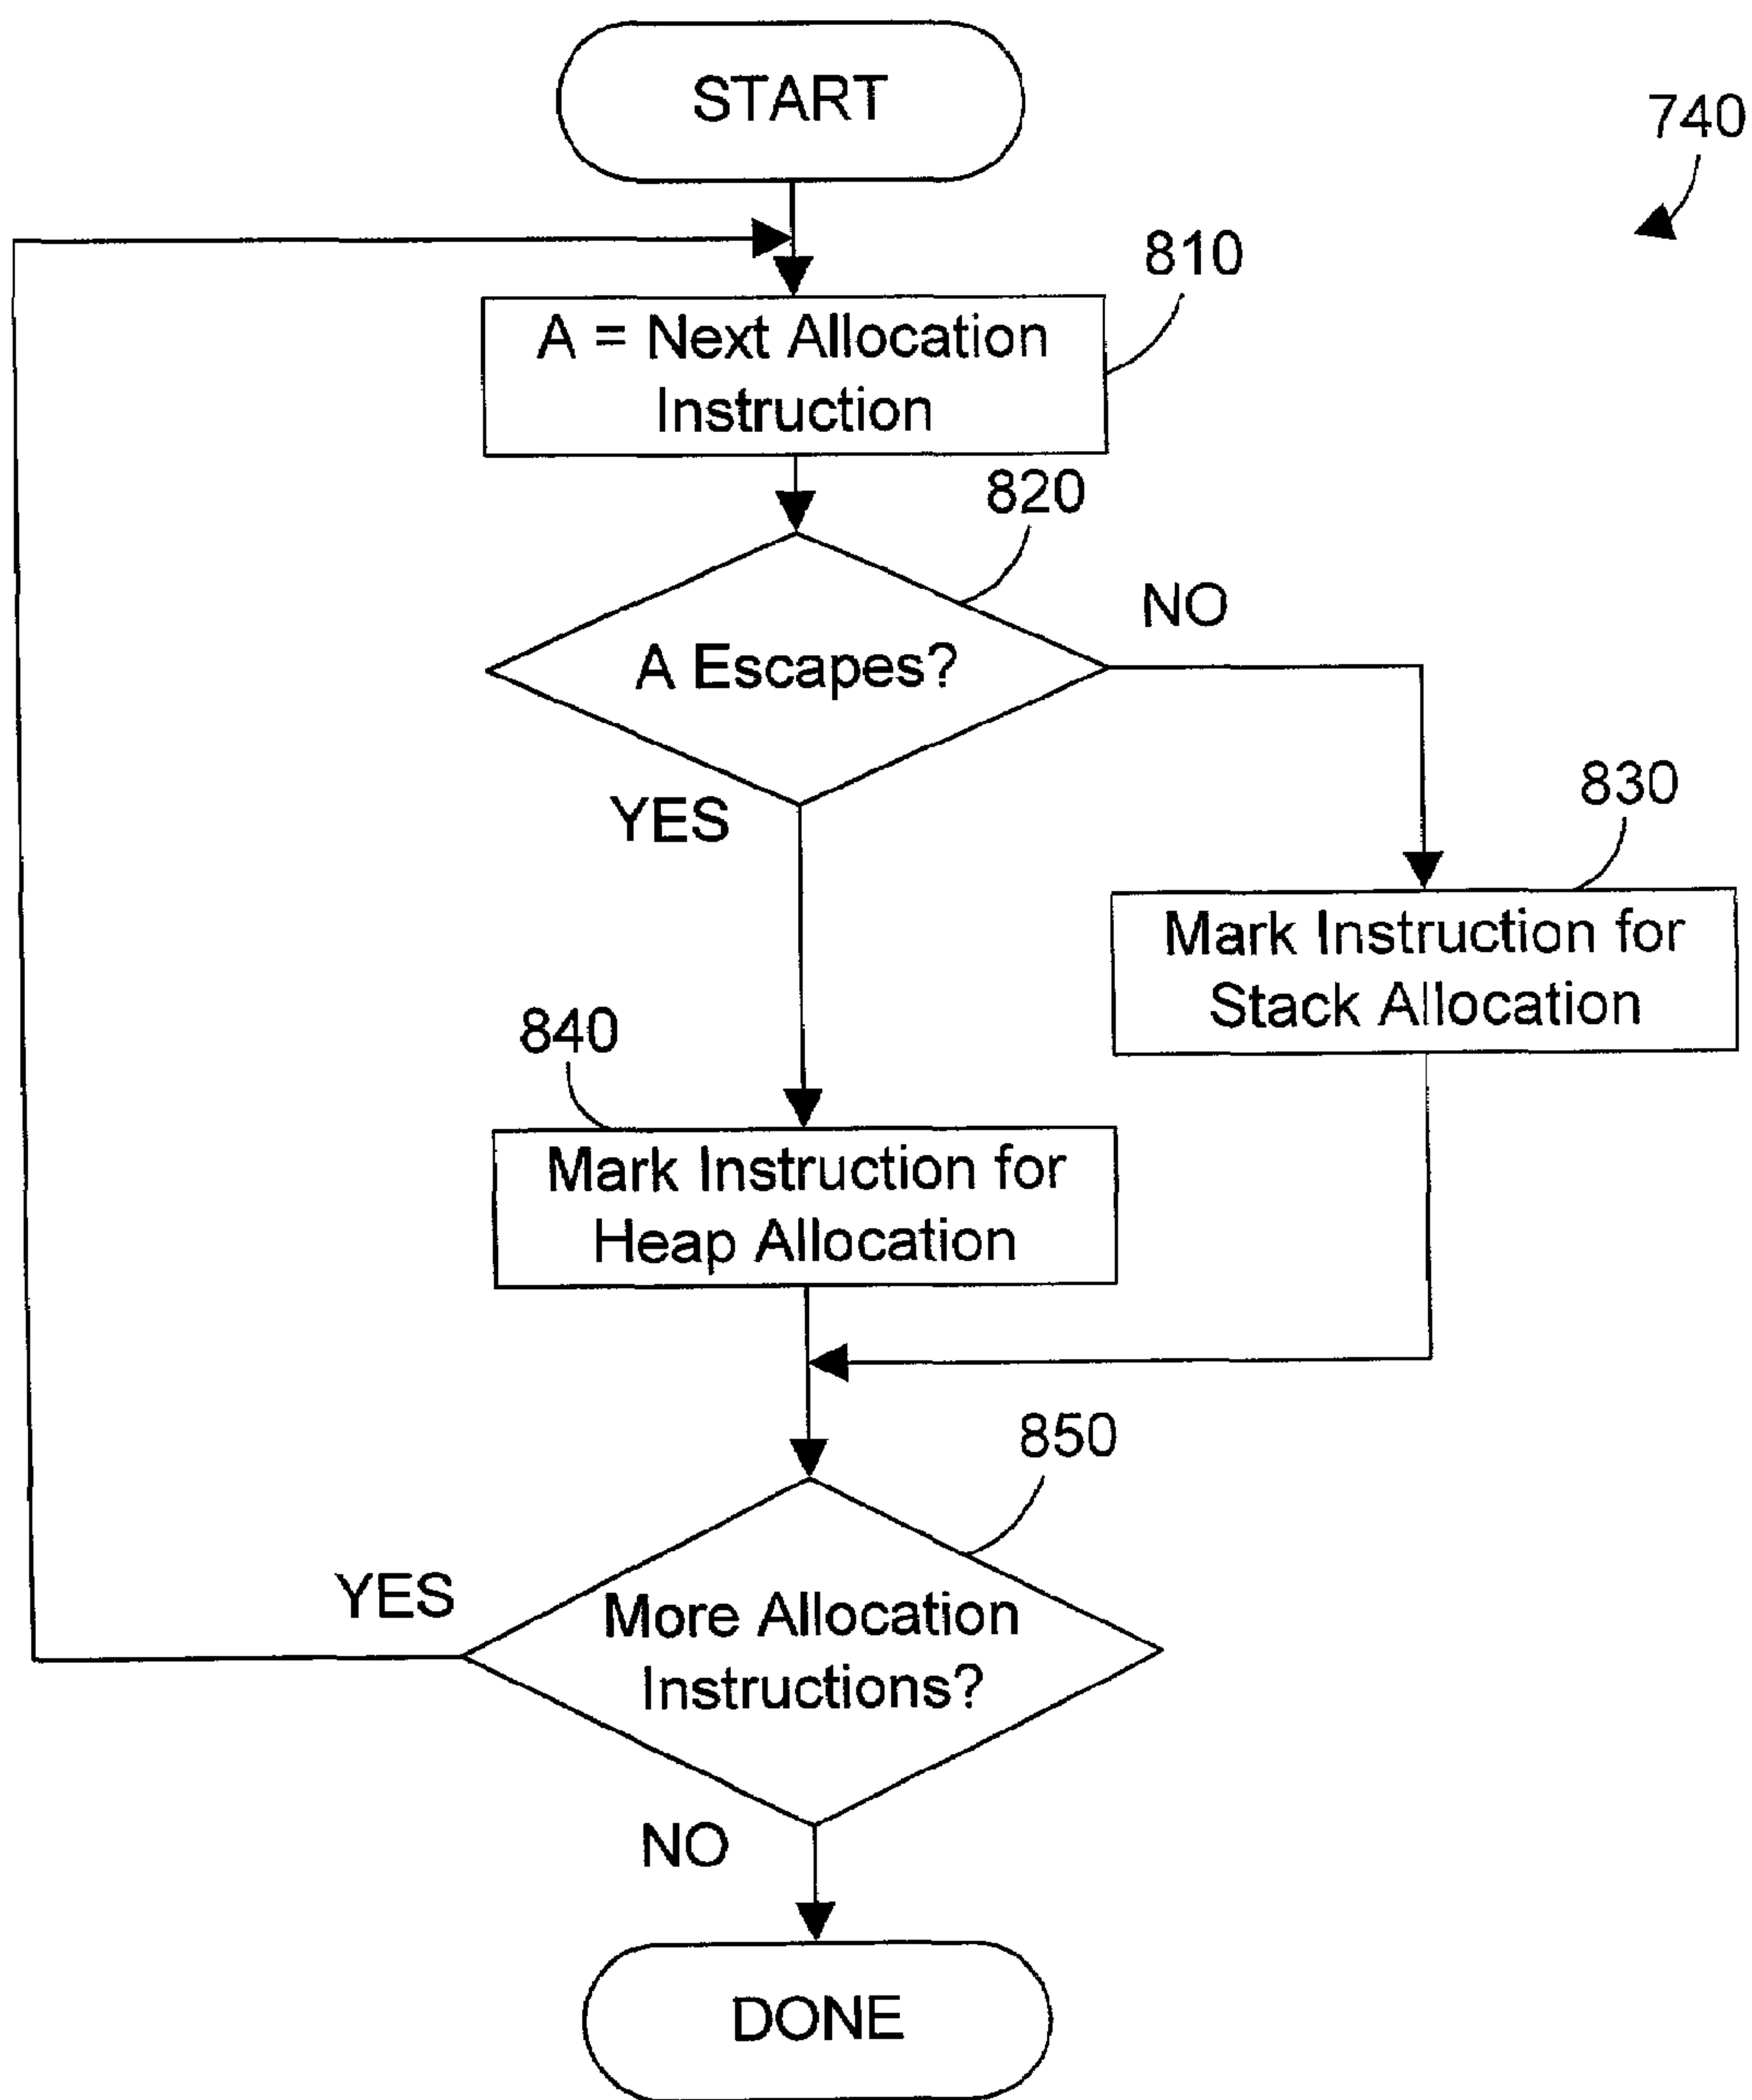 START
740
810
A = Next Allocation
Instruction
820
NO
A Escapes?
YES
830
Mark Instruction for
Stack Allocation
840
Mark Instruction for
Heap Allocation
850
YES
More Allocation
Instructions?
NO
DONE